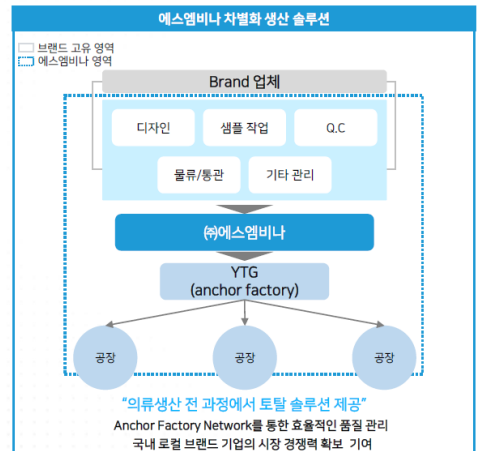 에스엠비나 차별화 생산 솔루션
브랜드 고유 영역
에스엠비나 영역
Brand 업체
디자인
샘플 작업
Q.C
물류/통관
기타 관리
㈜에스엠비나
YTG
(anchor factory)
공장
공장
공장
“의류생산 전 과정에서 토탈 솔루션 제공”
Anchor Factory Network를 통한 효율적인 품질 관리
국내 로컬 브랜드 기업의 시장 경쟁력 확보 기여